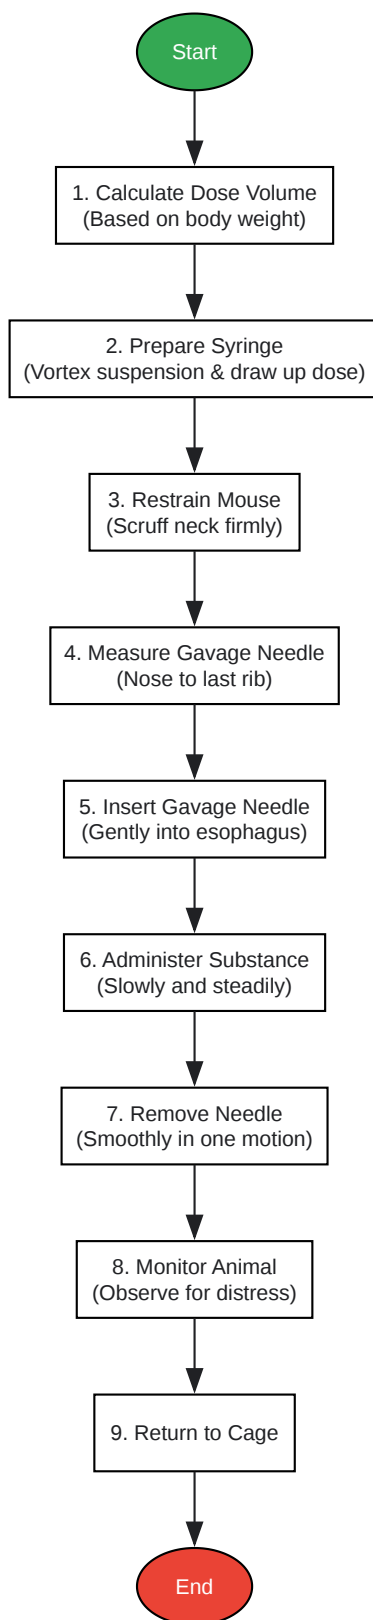 Start
1. Calculate Dose Volume
(Based on body weight)
2. Prepare Syringe
(Vortex suspension & draw up dose)
3. Restrain Mouse
(Scruff neck firmly)
4. Measure Gavage Needle
(Nose to last rib)
5. Insert Gavage Needle
(Gently into esophagus)
6. Administer Substance
(Slowly and steadily)
7. Remove Needle
(Smoothly in one motion)
8. Monitor Animal
(Observe for distress)
9. Return to Cage
End